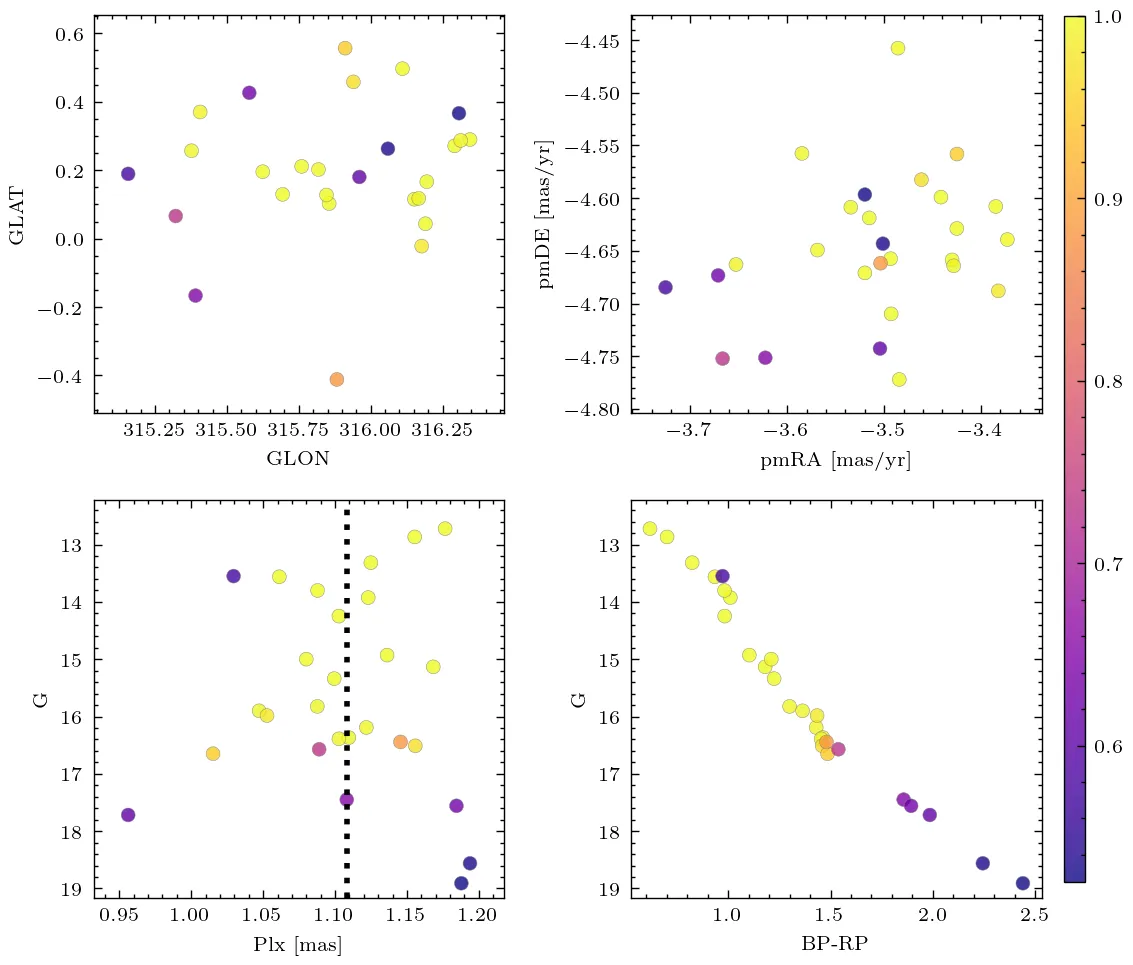 0.6
0.4
0.2
0.0
−0.2
−0.4
GLAT
315.25 315.50 315.75 316.00 316.25
GLON
−4.45
−4.50
−4.55
−4.60
−4.65
−4.70
−4.75
−4.80
pmDE [mas/yr]
−3.7 −3.6 −3.5 −3.4
pmRA [mas/yr]
1.0
0.9
0.8
0.7
0.6
13
14
15
16
17
18
19
G
0.95 1.00 1.05 1.10 1.15 1.20
Plx [mas]
13
14
15
16
17
18
19
G
1.0 1.5 2.0 2.5
BP-RP